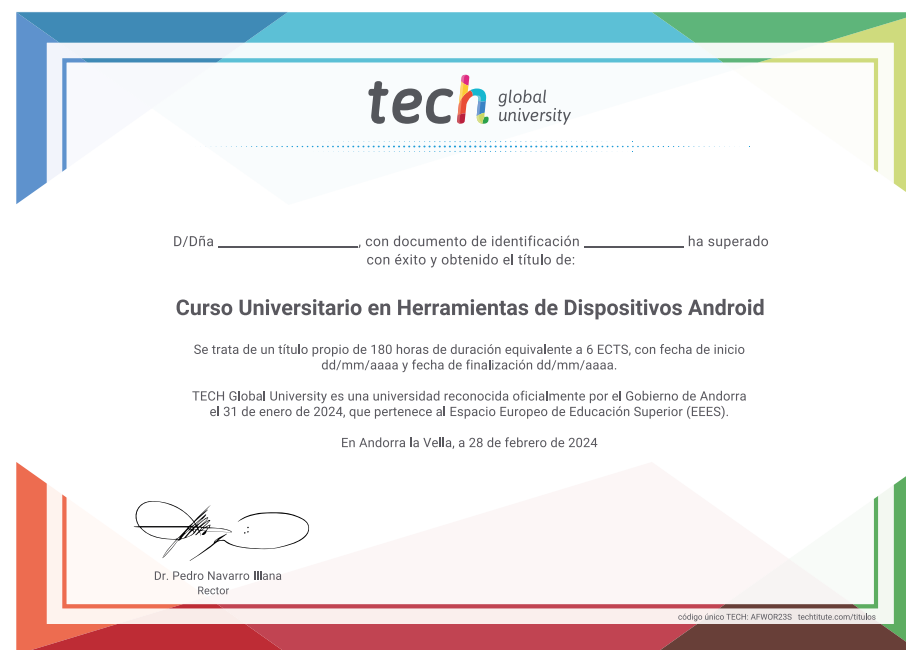 tech global university
D/Dña ____________________, con documento de identificación ______________ ha superado
con éxito y obtenido el título de:
Curso Universitario en Herramientas de Dispositivos Android
Se trata de un título propio de 180 horas de duración equivalente a 6 ECTS, con fecha de inicio
dd/mm/aaaa y fecha de finalización dd/mm/aaaa.
TECH Global University es una universidad reconocida oficialmente por el Gobierno de Andorra
el 31 de enero de 2024, que pertenece al Espacio Europeo de Educación Superior (EEES).
En Andorra la Vella, a 28 de febrero de 2024
Dr. Pedro Navarro Illana
Rector
código único TECH: AFWOR23S techtitute.com/titulos